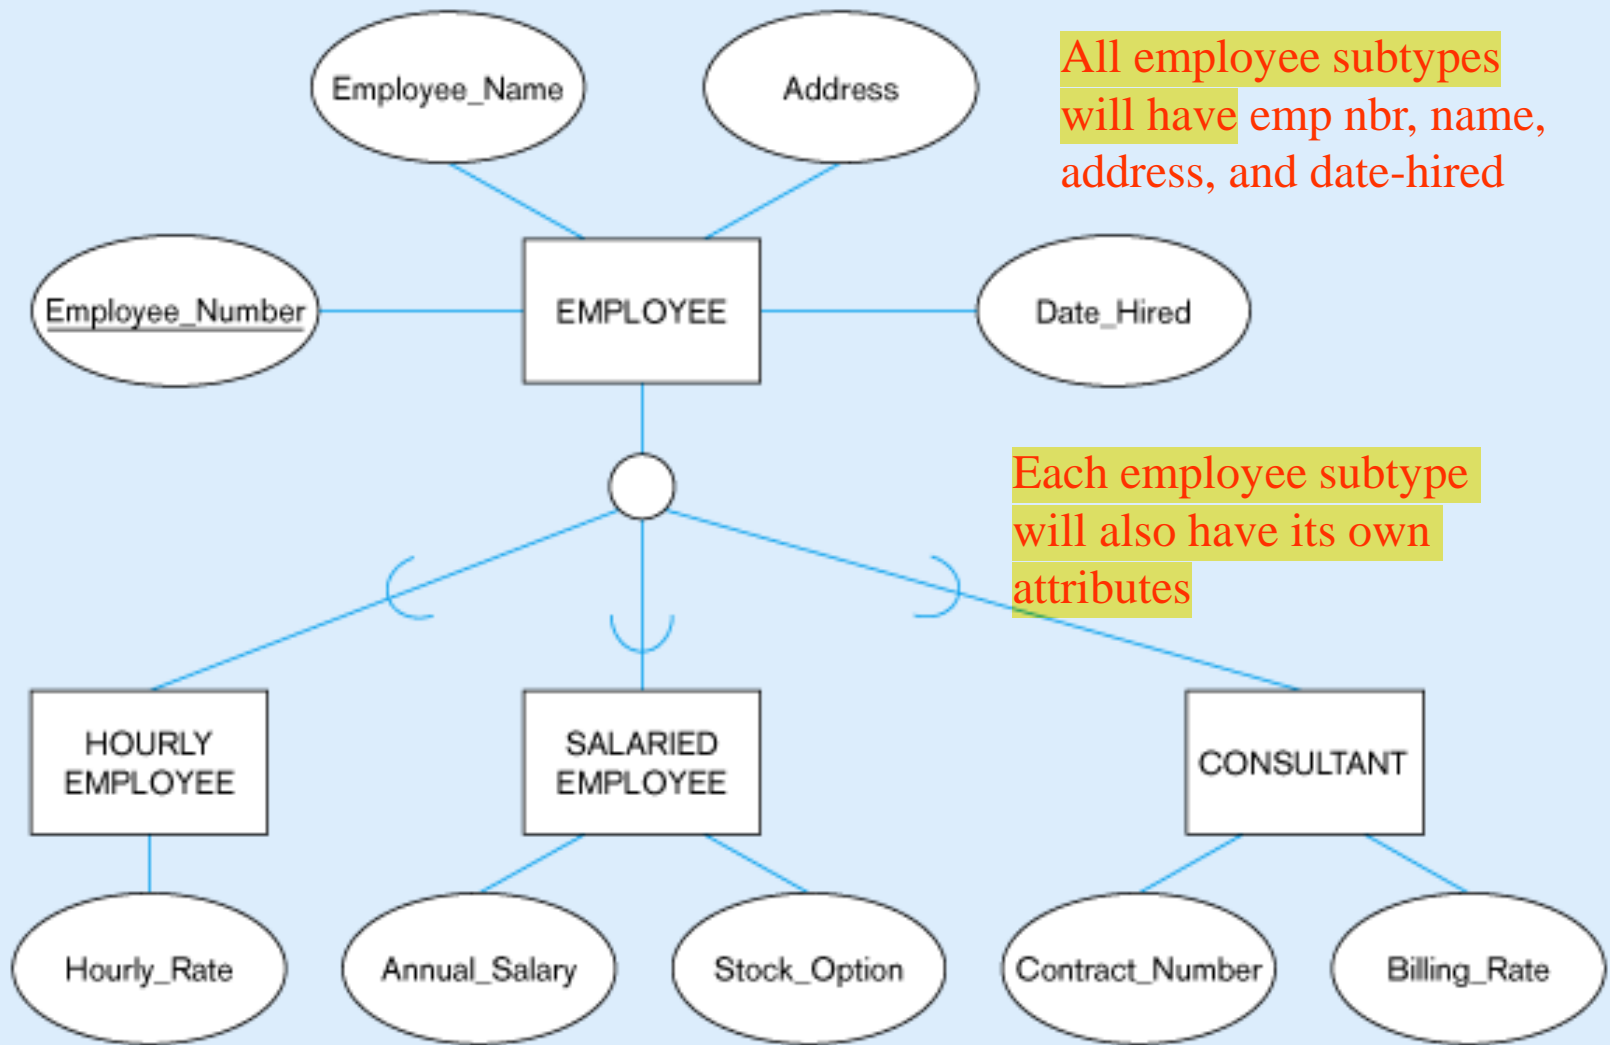 Employee_Name
Address
All employee subtypes
will have emp nbr, name,
address, and date-hired
Employee_Number
EMPLOYEE
Date_Hired
Each employee subtype
will also have its own
attributes
HOURLY
EMPLOYEE
SALARIED
EMPLOYEE
CONSULTANT
Hourly_Rate
Annual_Salary
Stock_Option
Contract_Number
Billing_Rate